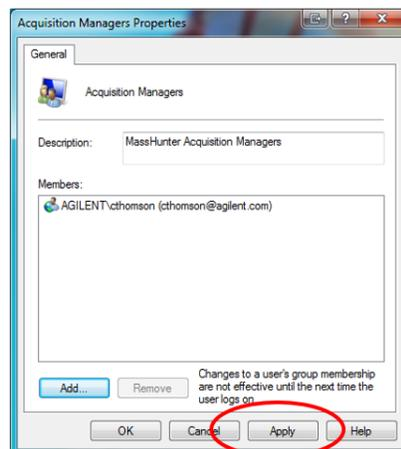 Acquisition Managers Properties
General
Acquisition Managers
Description:
MassHunter Acquisition Managers
Members:
AGILENT\cthomson (cthomson@agilent.com)
Add...
Remove
Changes to a user's group membership
are not effective until the next time the
user logs on.
OK
Cancel
Apply
Help